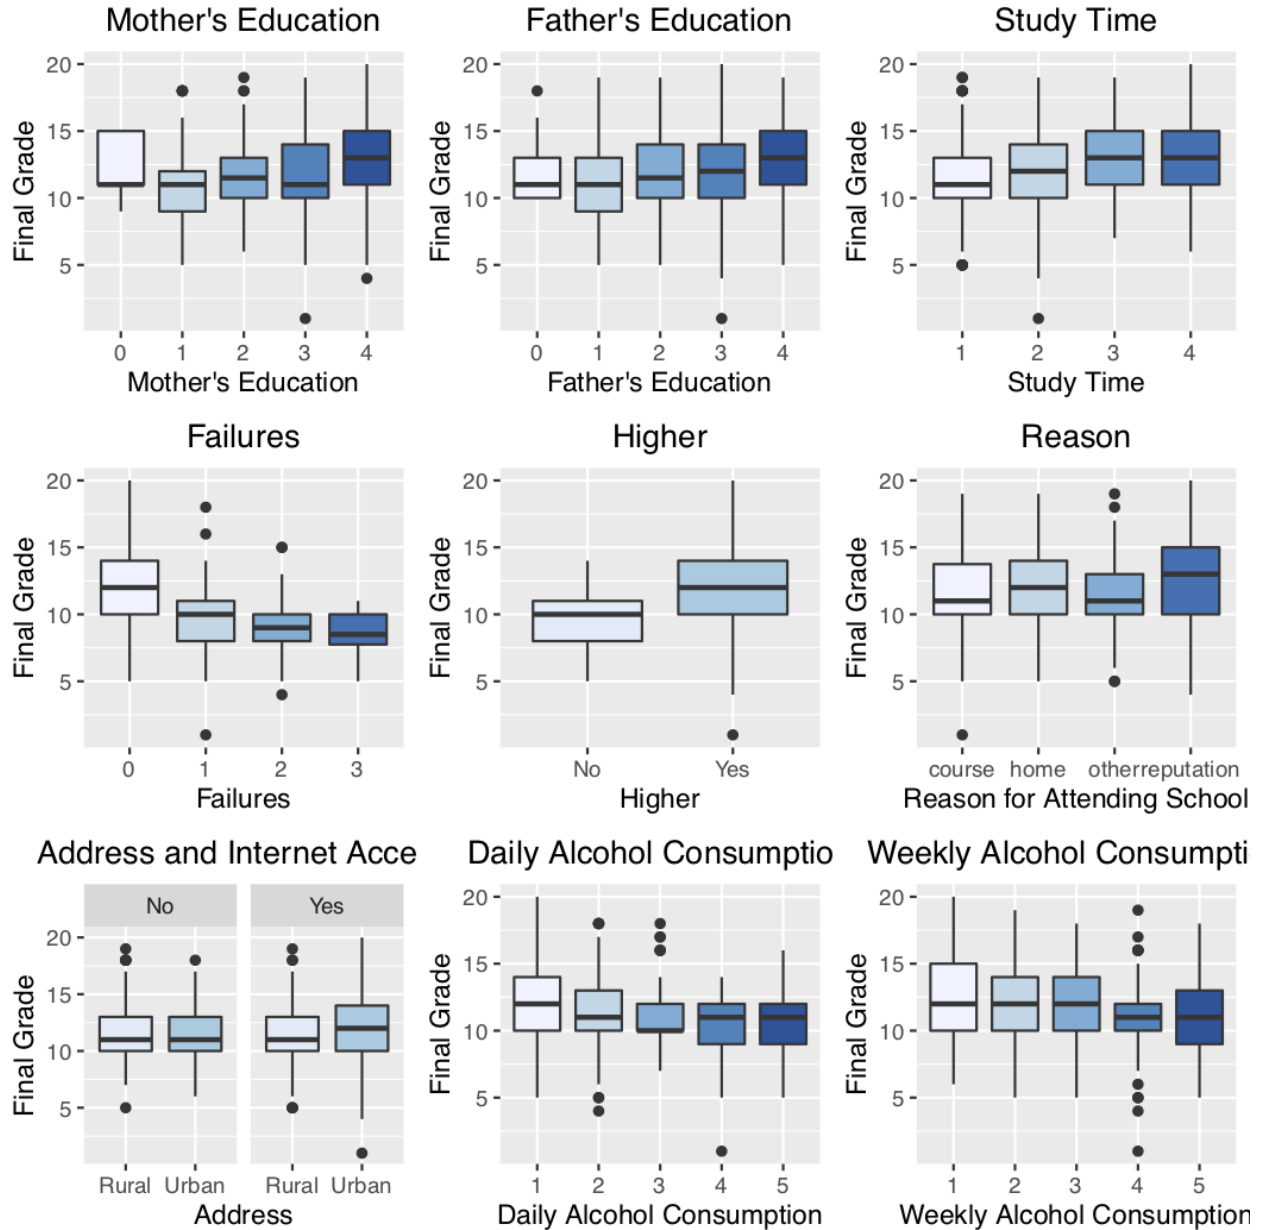 Mother's Education
Father's Education
Study Time
Final Grade
20
15
10
5
0 1 2 3 4
Mother's Education
Final Grade
20
15
10
5
0 1 2 3 4
Father's Education
Final Grade
20
15
10
5
1 2 3 4
Study Time
Failures
Higher
Reason
Final Grade
20
15
10
5
0 1 2 3
Failures
Final Grade
20
15
10
5
No Yes
Higher
Final Grade
20
15
10
5
course home other reputation
Reason for Attending School
Address and Internet Acce
Daily Alcohol Consumptio
Weekly Alcohol Consumpti
No Yes
Final Grade
20
15
10
5
Rural Urban Rural Urban
Address
Final Grade
20
15
10
5
1 2 3 4 5
Daily Alcohol Consumption
Final Grade
20
15
10
5
1 2 3 4 5
Weekly Alcohol Consumption